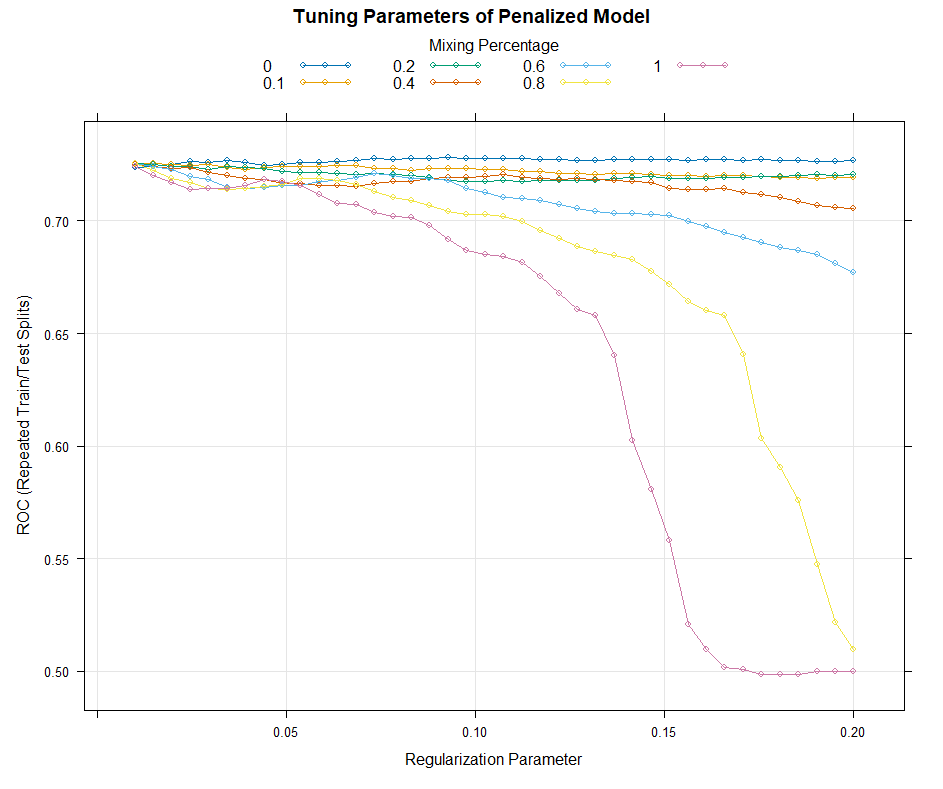 Tuning Parameters of Penalized Model
Mixing Percentage
0 0.2 0.6 1
0.1 0.4 0.8
ROC (Repeated Train/Test Splits)
0.70
0.65
0.60
0.55
0.50
0.05 0.10 0.15 0.20
Regularization Parameter